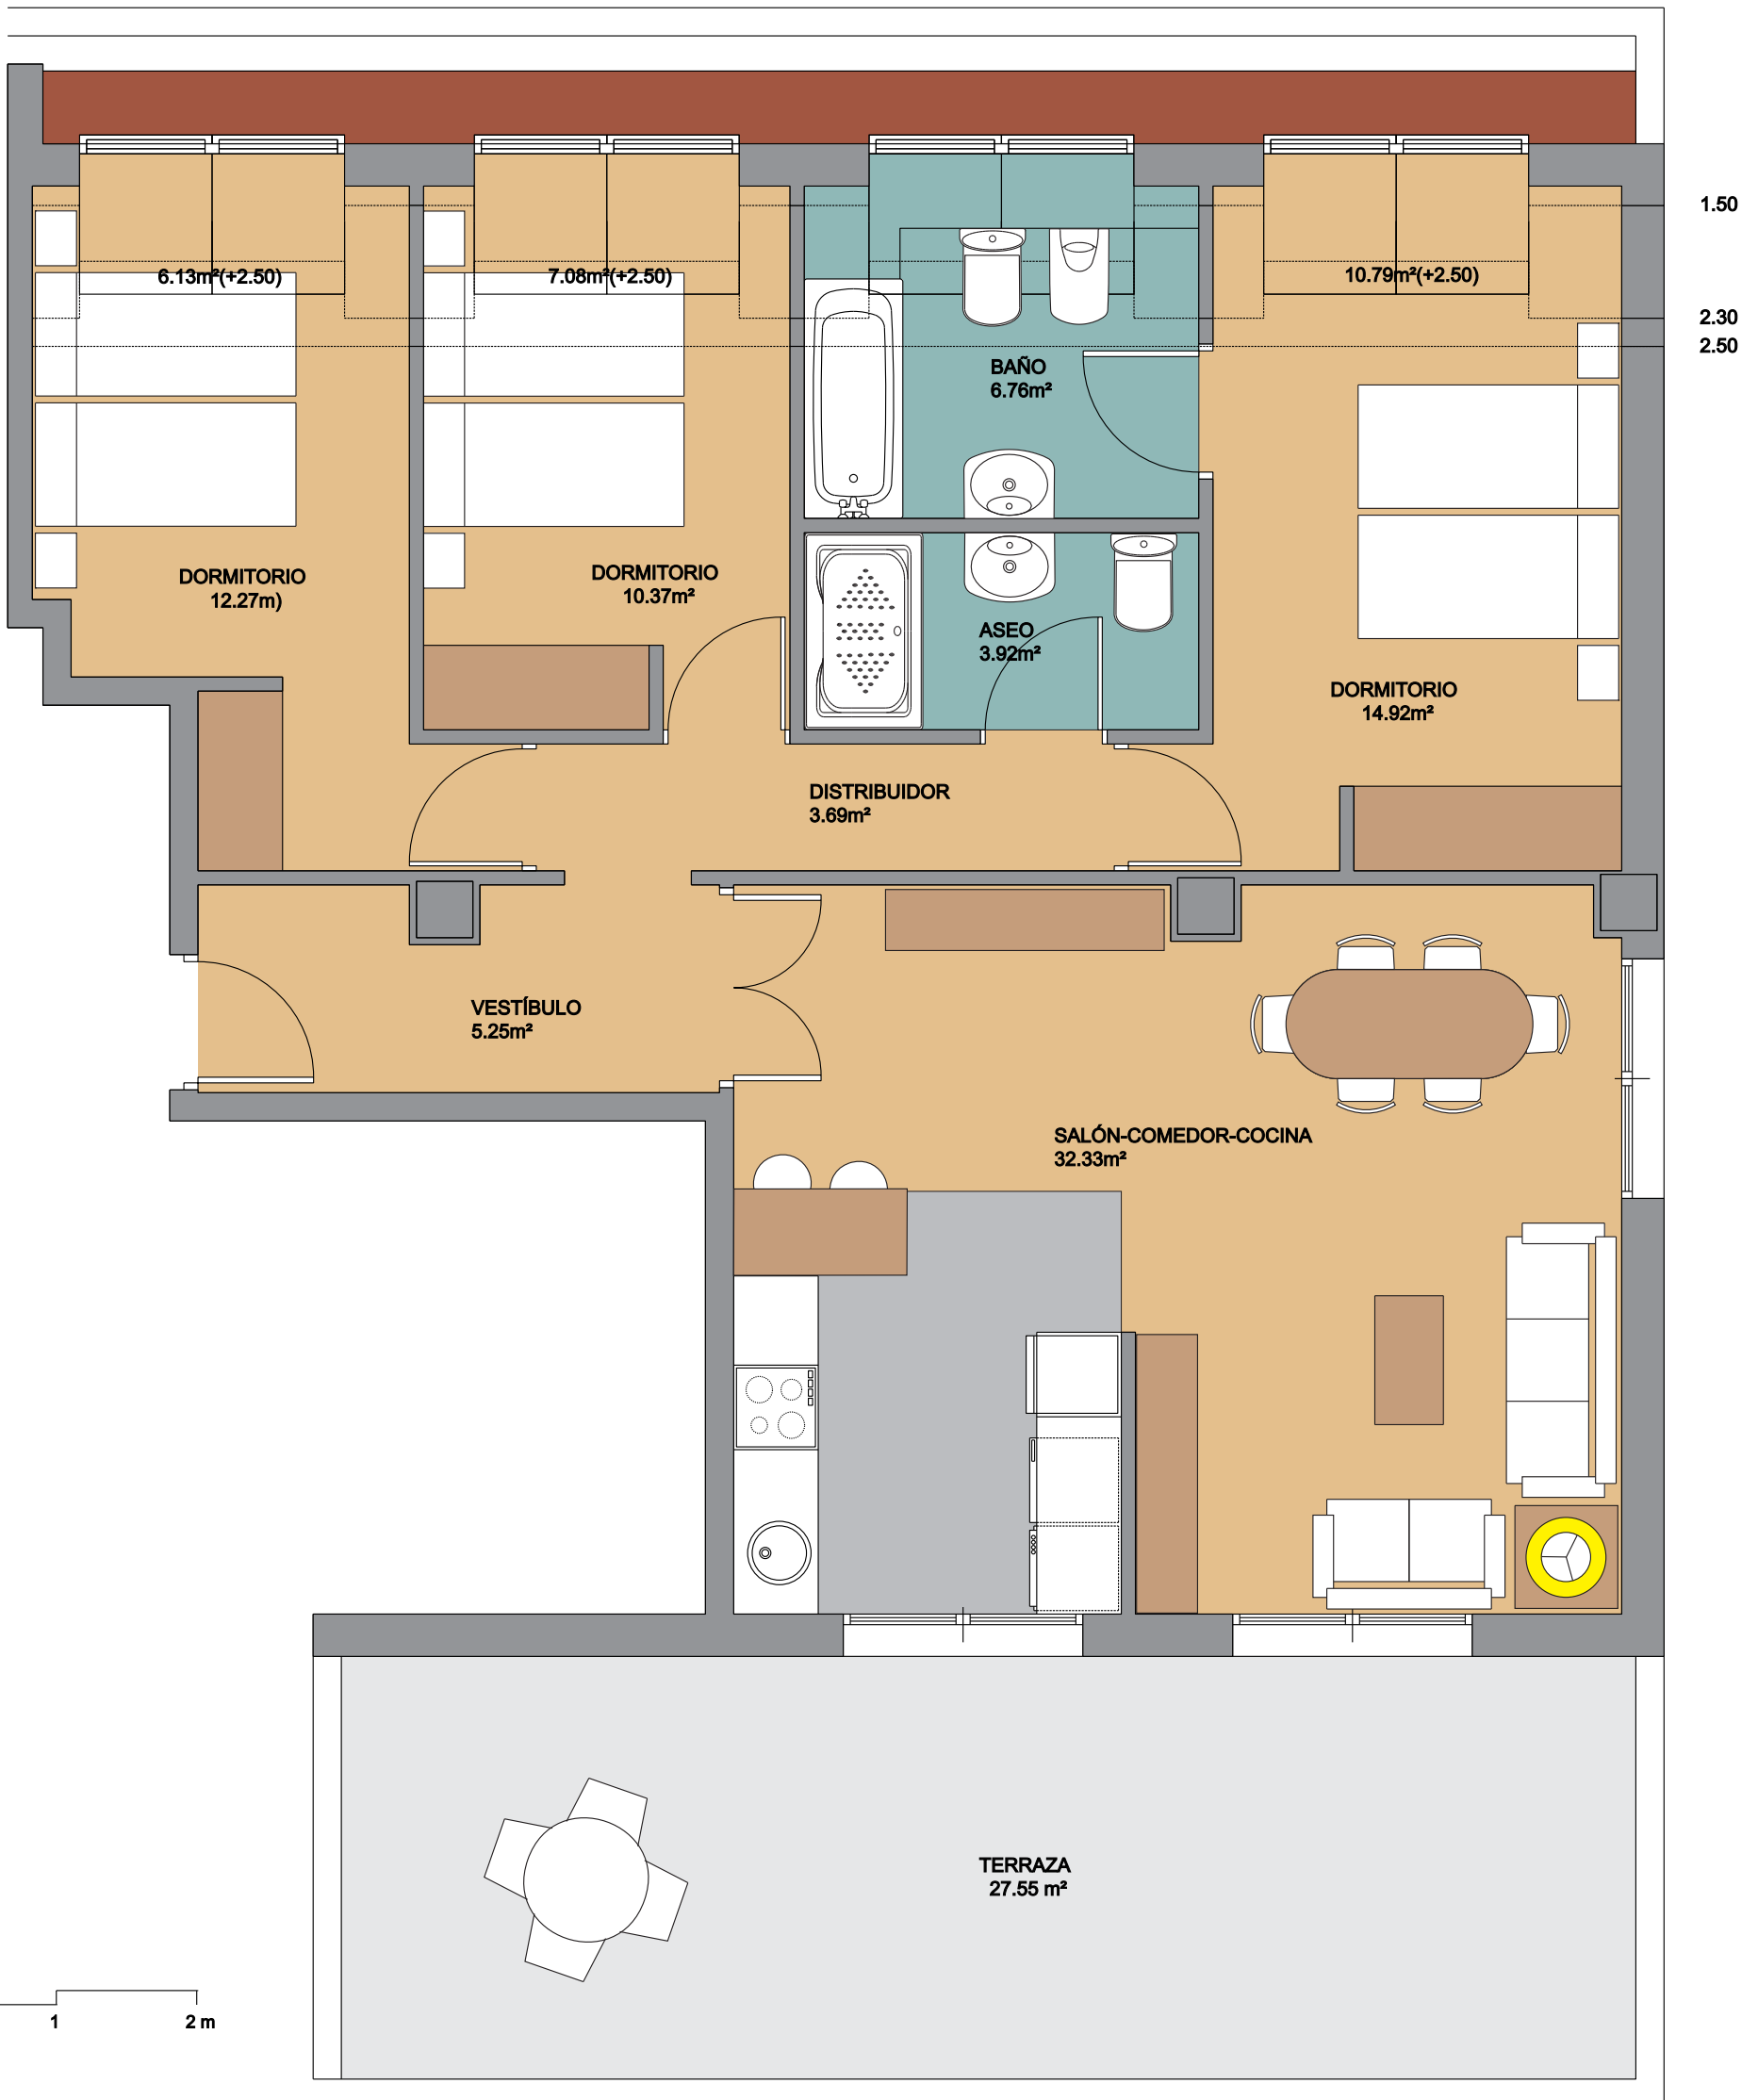 1.50
6.13m²(+2.50)
7.08m²(+2.50)
10.79m²(+2.50)
2.30
2.50
BAÑO
6.76m²
DORMITORIO
12.27m)
DORMITORIO
10.37m²
ASEO
3.92m²
DORMITORIO
14.92m²
DISTRIBUIDOR
3.69m²
VESTÍBULO
5.25m²
SALÓN-COMEDOR-COCINA
32.33m²
TERRAZA
27.55 m²
1
2 m